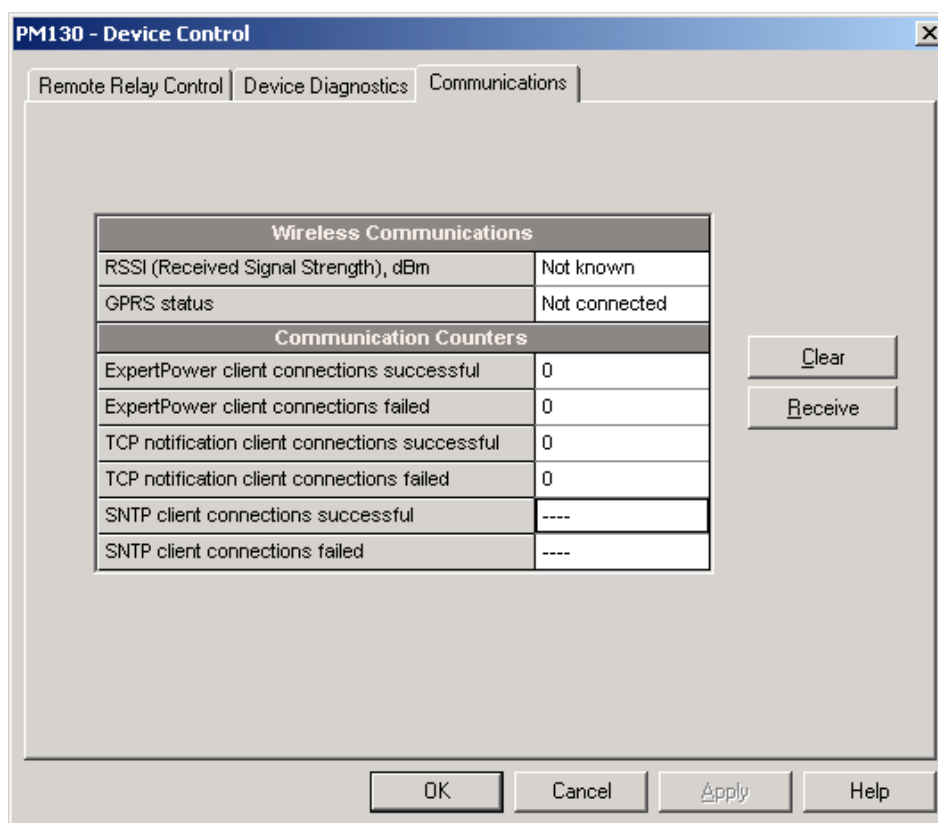 PM130 - Device Control
Remote Relay Control Device Diagnostics Communications
Wireless Communications
RSSI (Received Signal Strength), dBm Not known
GPRS status Not connected
Communication Counters
ExpertPower client connections successful 0
ExpertPower client connections failed 0
TCP notification client connections successful 0
TCP notification client connections failed 0
SNTP client connections successful ----
SNTP client connections failed ----
Clear
Receive
OK Cancel Apply Help